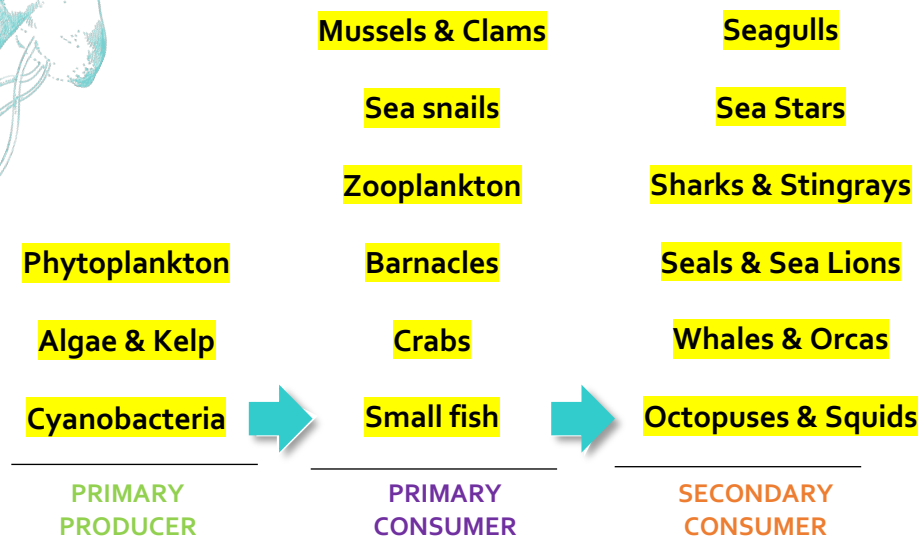 Mussels & Clams
Seagulls
Sea snails
Sea Stars
Zooplankton
Sharks & Stingrays
Phytoplankton
Barnacles
Seals & Sea Lions
Algae & Kelp
Crabs
Whales & Orcas
Cyanobacteria
Small fish
Octopuses & Squids
PRIMARY
PRODUCER
PRIMARY
CONSUMER
SECONDARY
CONSUMER